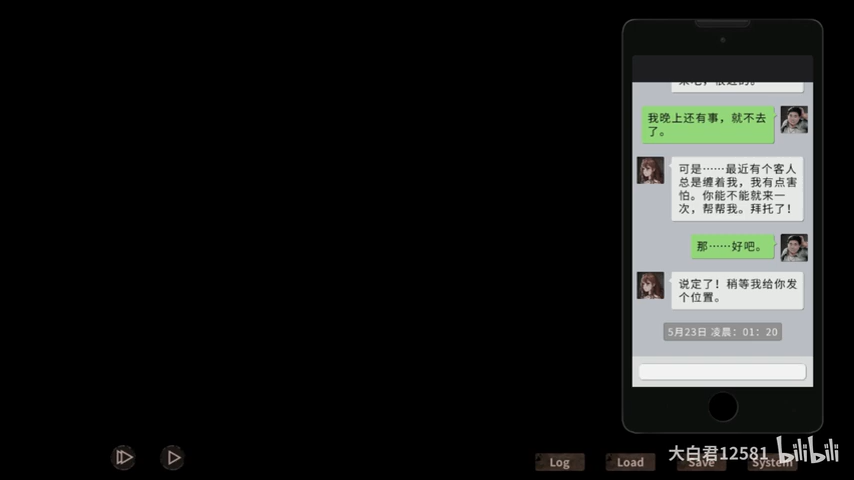 我晚上还有事，就不去
了。
可是……最近有个客人
总是缠着我，我有点害
怕。你能不能就来一
次，帮帮我。拜托了！
那……好吧。
说定了！稍等我给你发
个位置。
5月23日 凌晨：01：20
大白君12581 bilibili
Log
Load
Save
System